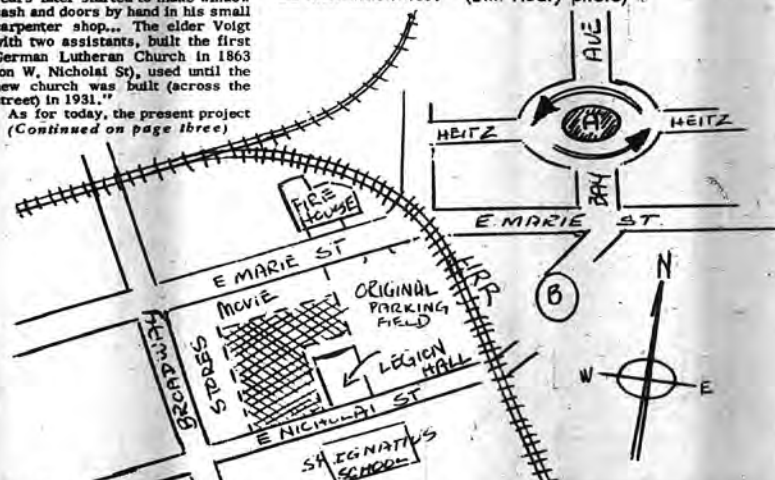 sash and doors by hand in his small
carpenter shop... The elder Voigt
with two assistants, built the first
German Lutheran Church in 1863
(on W. Nicholai St), used until the
new church was built (across the
street) in 1931."
As for today, the present project
(Continued on page three)
AVE
HEITZ
A
HEITZ
BAY
E. MARIE ST.
FIRE
HOUSE
E MARIE ST
B
MOVIE
ORIGINAL
PARKING
FIELD
LIRR
LEGION
HALL
BROADWAY
STORES
E NICHOLAI ST
ST IGNATIUS
SCHOOL
N
W
E